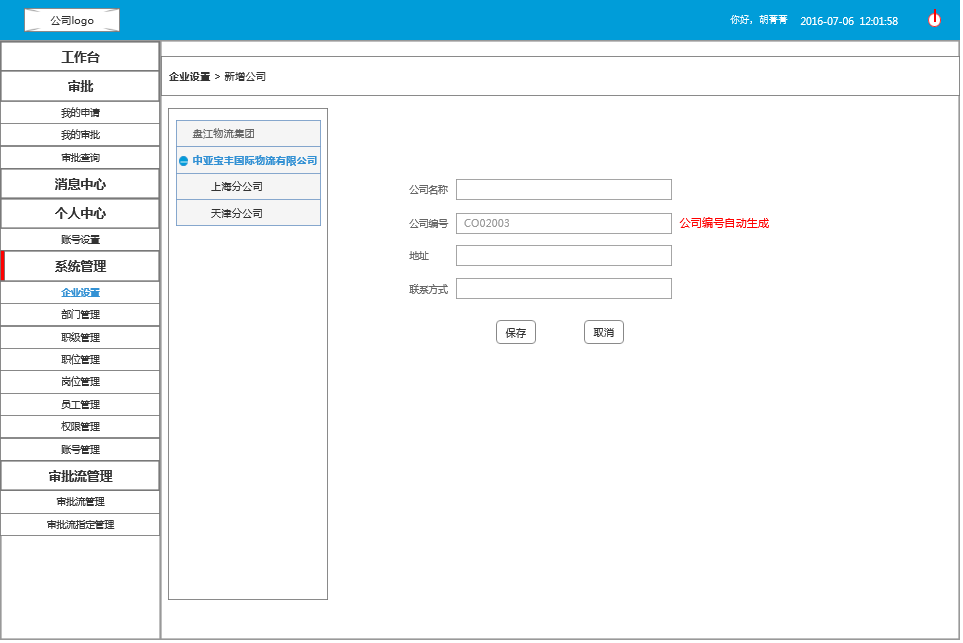 公司logo
你好，胡菁菁 2016-07-06 12:01:58
工作台
审批
我的申请
我的审批
审批查询
消息中心
个人中心
账号设置
系统管理
企业设置
部门管理
职级管理
职位管理
岗位管理
员工管理
权限管理
账号管理
审批流管理
审批流管理
审批流指定管理
企业设置 > 新增公司
盘江物流集团
中亚宝丰国际物流有限公司
上海分公司
天津分公司
公司名称
公司编号 CO02003 公司编号自动生成
地址
联系方式
保存 取消